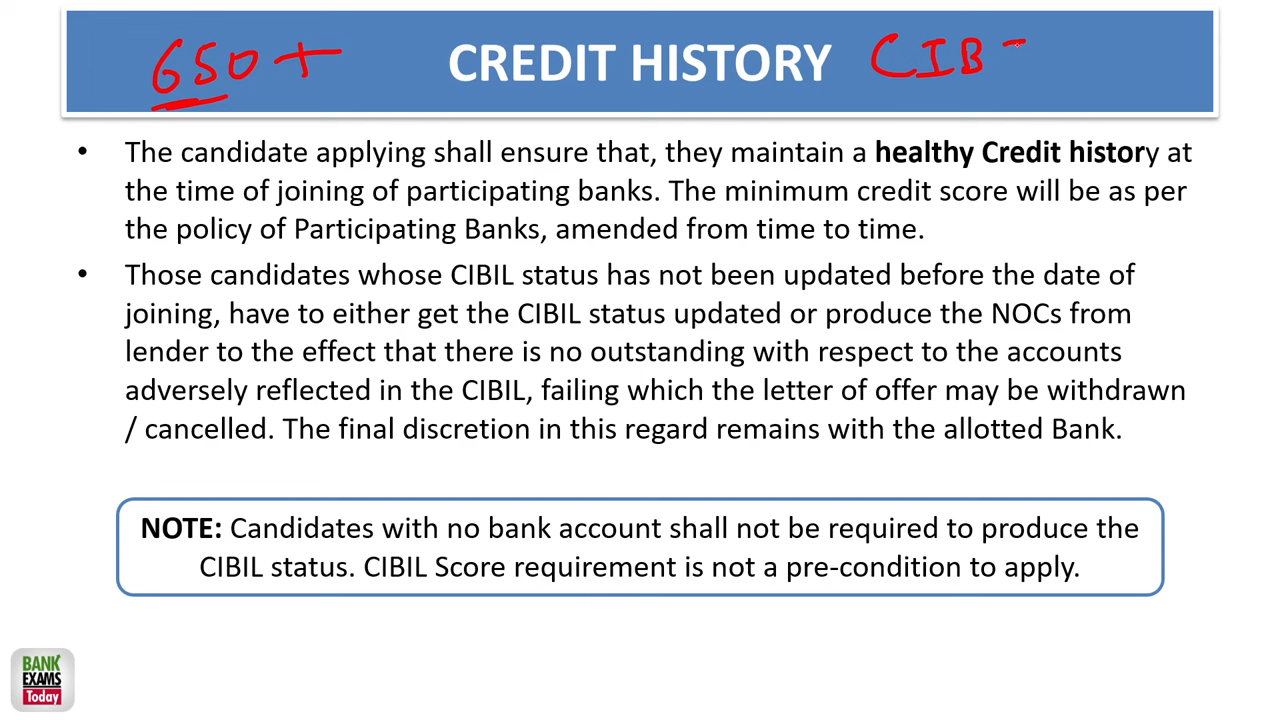 650+ CREDIT HISTORY CIB
• The candidate applying shall ensure that, they maintain a healthy Credit history at
the time of joining of participating banks. The minimum credit score will be as per
the policy of Participating Banks, amended from time to time.
• Those candidates whose CIBIL status has not been updated before the date of
joining, have to either get the CIBIL status updated or produce the NOCs from
lender to the effect that there is no outstanding with respect to the accounts
adversely reflected in the CIBIL, failing which the letter of offer may be withdrawn
/ cancelled. The final discretion in this regard remains with the allotted Bank.
NOTE: Candidates with no bank account shall not be required to produce the
CIBIL status. CIBIL Score requirement is not a pre-condition to apply.
BANK
EXAMS
Today